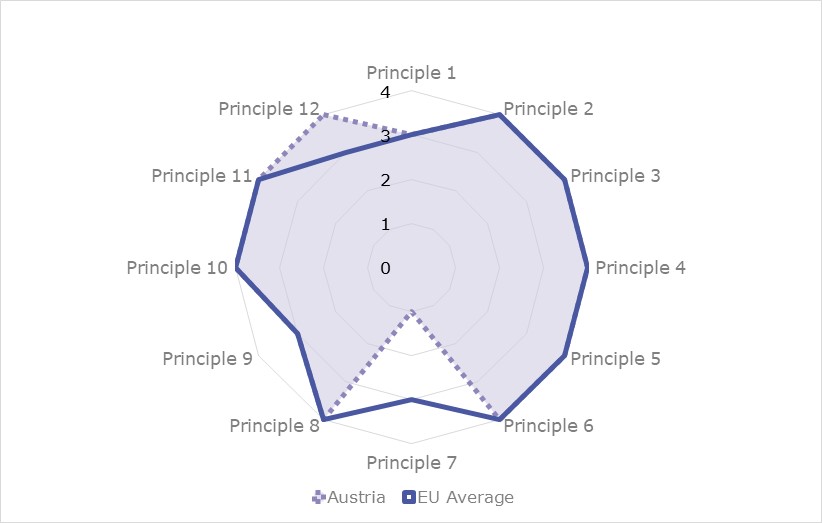 Principle 1
Principle 12
Principle 2
Principle 11
Principle 3
Principle 10
Principle 4
Principle 9
Principle 5
Principle 8
Principle 6
Principle 7
4
3
2
1
0
Austria
EU Average